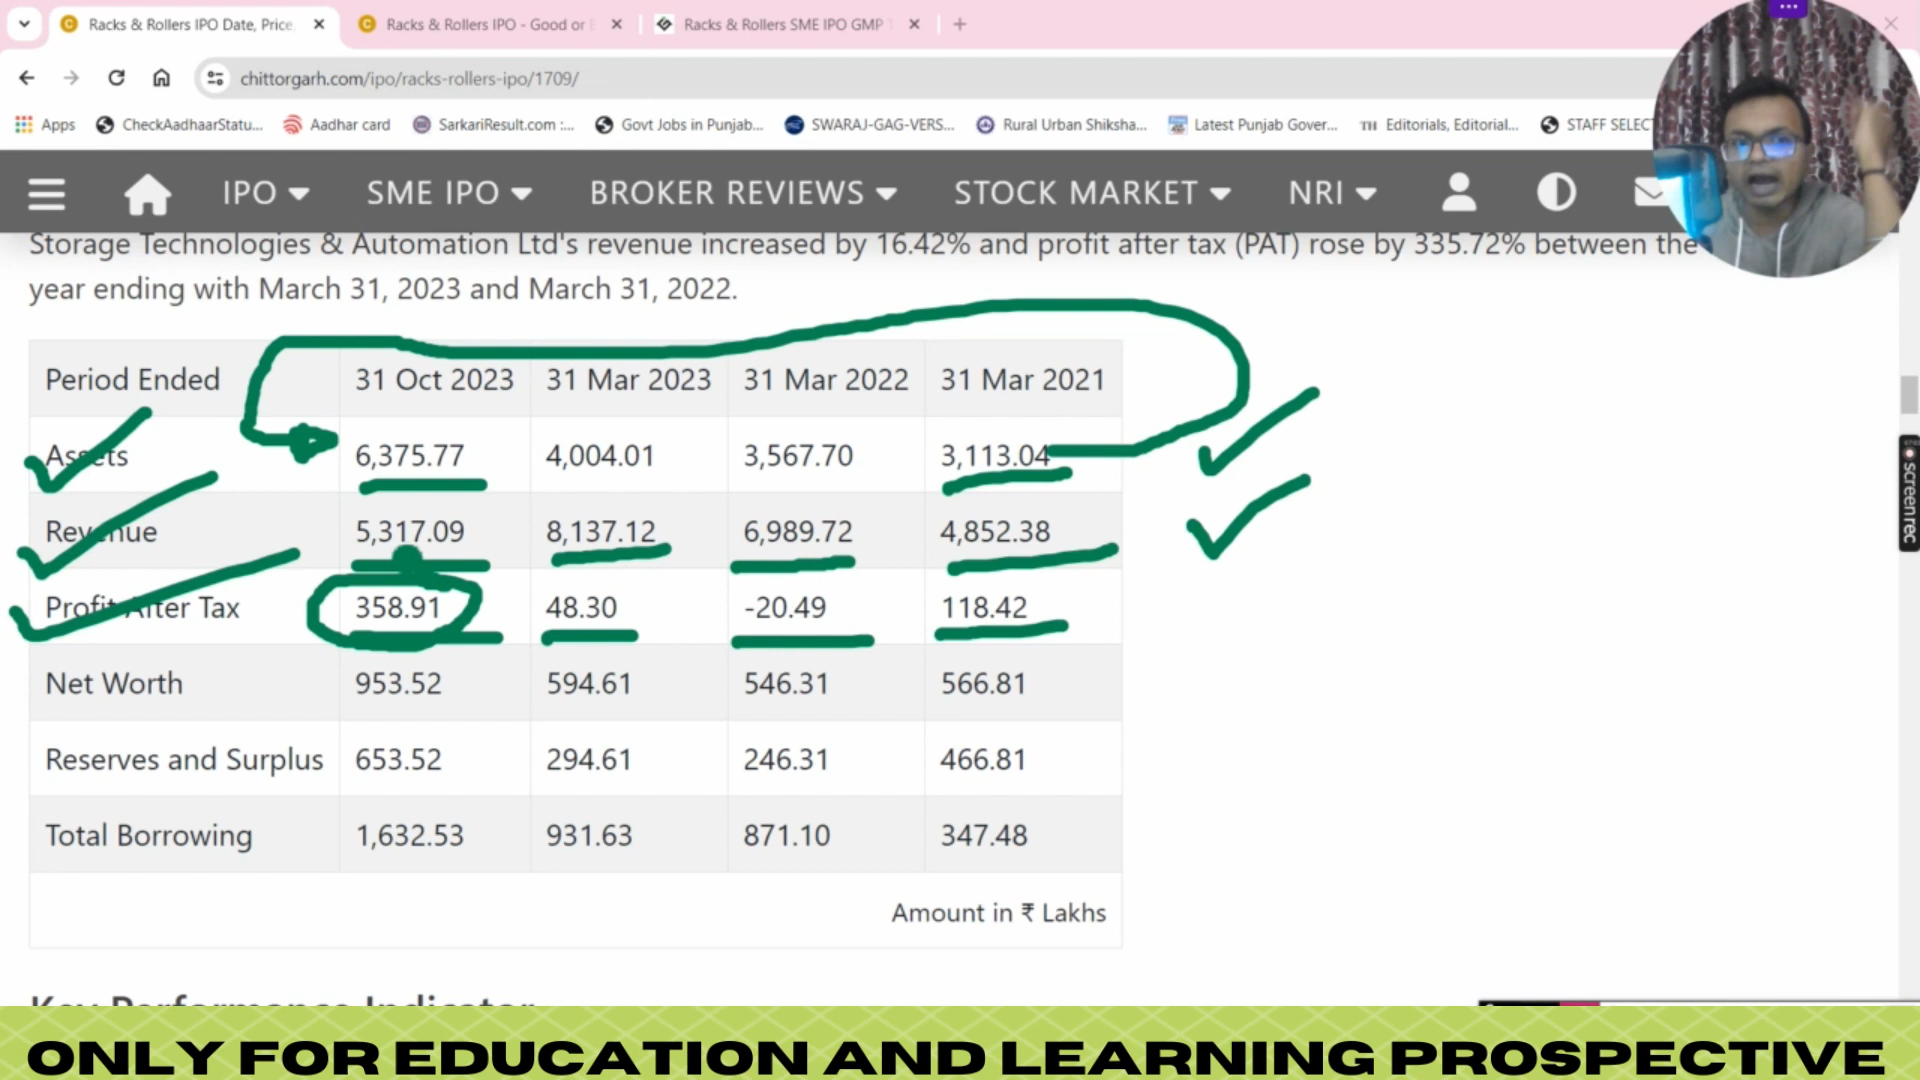 Racks & Rollers IPO Date, Price,
Racks & Rollers IPO - Good or
Racks & Rollers SME IPO GMP
chittorgarh.com/ipo/racks-rollers-ipo/1709/
Apps CheckAadhaarStatu... Aadhar card SarkariResult.com :... Govt Jobs in Punjab... SWARAJ-GAG-VERS... Rural Urban Shiksha... Latest Punjab Gover... TH Editorials, Editorial... STAFF SELECT
IPO SME IPO BROKER REVIEWS STOCK MARKET NRI
Storage Technologies & Automation Ltd's revenue increased by 16.42% and profit after tax (PAT) rose by 335.72% between the
year ending with March 31, 2023 and March 31, 2022.
Period Ended 31 Oct 2023 31 Mar 2023 31 Mar 2022 31 Mar 2021
Assets 6,375.77 4,004.01 3,567.70 3,113.04
Revenue 5,317.09 8,137.12 6,989.72 4,852.38
Profit After Tax 358.91 48.30 -20.49 118.42
Net Worth 953.52 594.61 546.31 566.81
Reserves and Surplus 653.52 294.61 246.31 466.81
Total Borrowing 1,632.53 931.63 871.10 347.48
Amount in ₹ Lakhs
Key Performance Indicator
screenrec
ONLY FOR EDUCATION AND LEARNING PROSPECTIVE